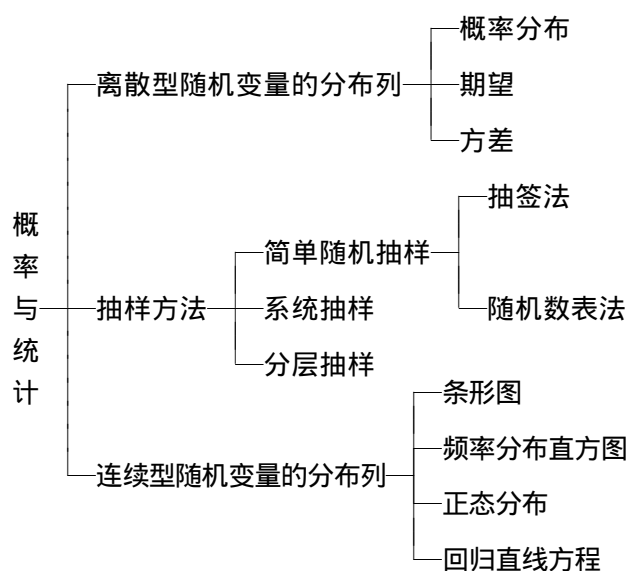 概率与统计
离散型随机变量的分布列
概率分布
期望
方差
抽样方法
简单随机抽样
抽签法
随机数表法
系统抽样
分层抽样
连续型随机变量的分布列
条形图
频率分布直方图
正态分布
回归直线方程